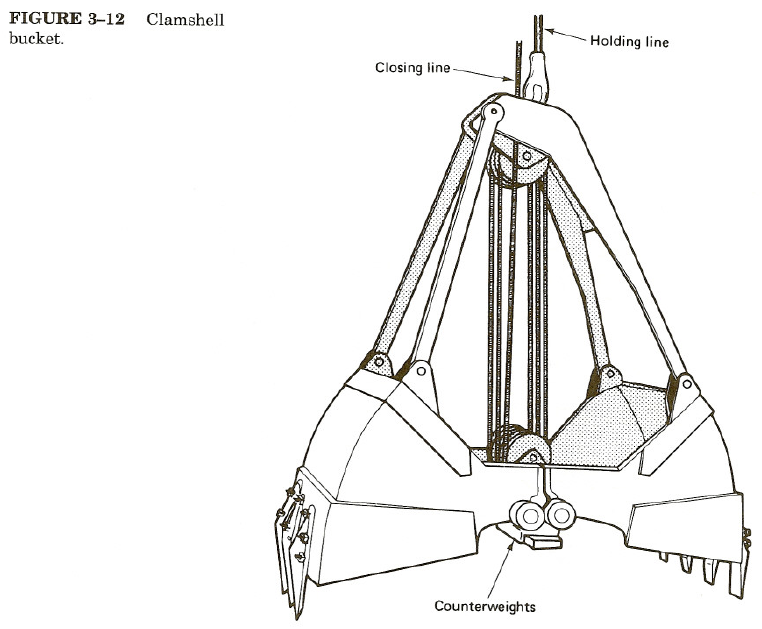 FIGURE 3–12 Clamshell
bucket.
Holding line
Closing line
Counterweights